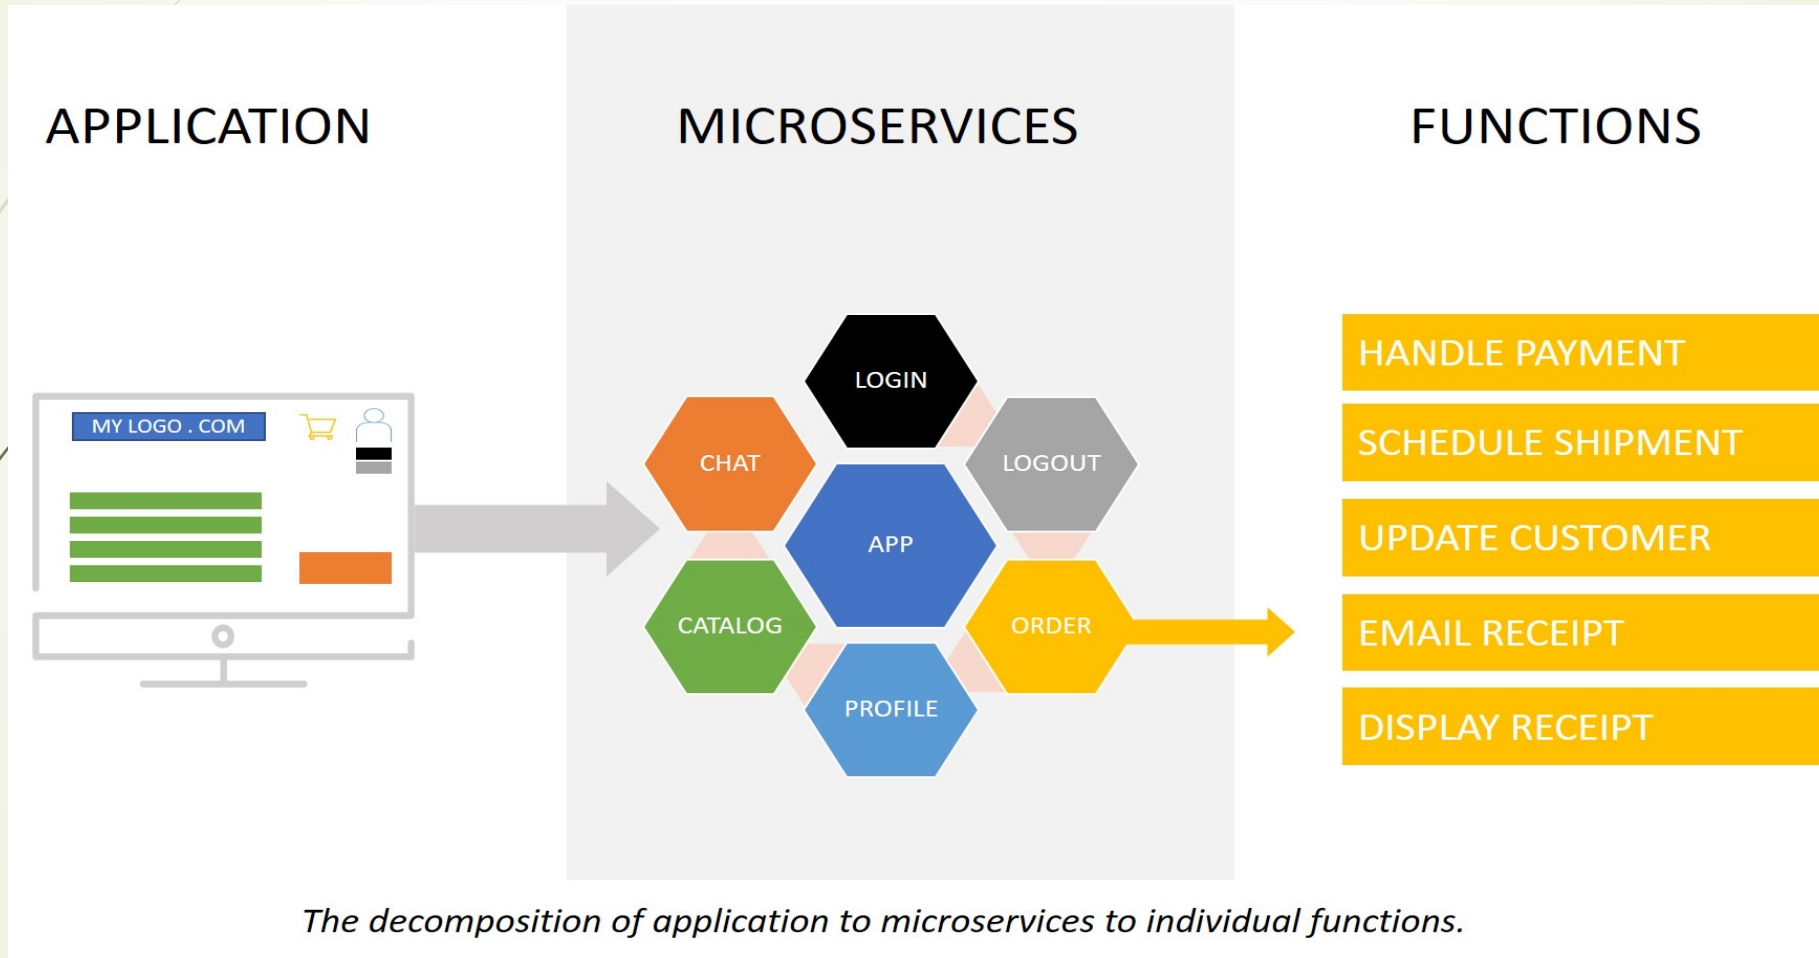 APPLICATION
MICROSERVICES
FUNCTIONS
MY LOGO . COM
LOGIN
CHAT
LOGOUT
APP
CATALOG
ORDER
PROFILE
HANDLE PAYMENT
SCHEDULE SHIPMENT
UPDATE CUSTOMER
EMAIL RECEIPT
DISPLAY RECEIPT
The decomposition of application to microservices to individual functions.